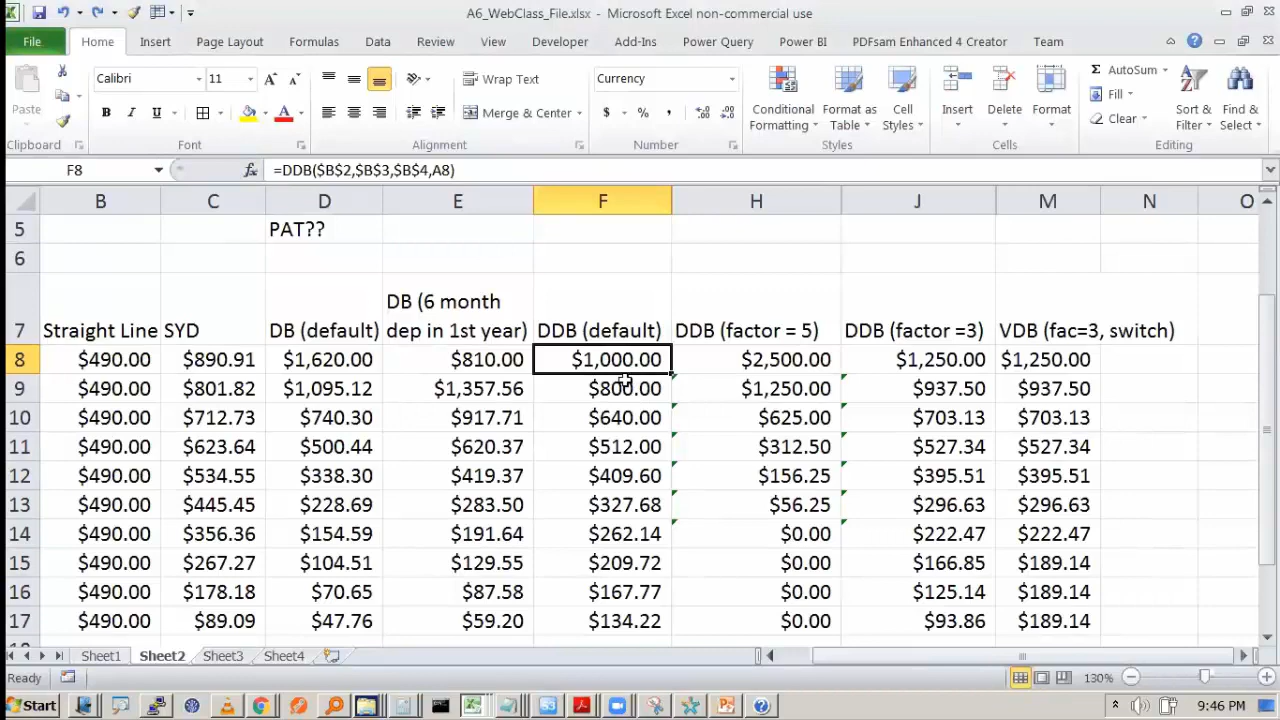 A6_WebClass_File.xlsx - Microsoft Excel non-commercial use
File Home Insert Page Layout Formulas Data Review View Developer Add-Ins Power Query Power BI PDFsam Enhanced 4 Creator Team
Paste
Calibri 11
B I U
Wrap Text
Merge & Center
Currency
$ % ,
Conditional Formatting
Format as Table
Cell Styles
Insert Delete Format
AutoSum
Fill
Clear
Sort & Filter
Find & Select
Clipboard Font Alignment Number Styles Cells Editing
F8 fx =DDB($B$2,$B$3,$B$4,A8)
B C D E F H J M N O
5 PAT??
6
7 Straight Line SYD DB (default) DB (6 month dep in 1st year) DDB (default) DDB (factor = 5) DDB (factor =3) VDB (fac=3, switch)
8 $490.00 $890.91 $1,620.00 $810.00 $1,000.00 $2,500.00 $1,250.00 $1,250.00
9 $490.00 $801.82 $1,095.12 $1,357.56 $800.00 $1,250.00 $937.50 $937.50
10 $490.00 $712.73 $740.30 $917.71 $640.00 $625.00 $703.13 $703.13
11 $490.00 $623.64 $500.44 $620.37 $512.00 $312.50 $527.34 $527.34
12 $490.00 $534.55 $338.30 $419.37 $409.60 $156.25 $395.51 $395.51
13 $490.00 $445.45 $228.69 $283.50 $327.68 $56.25 $296.63 $296.63
14 $490.00 $356.36 $154.59 $191.64 $262.14 $0.00 $222.47 $222.47
15 $490.00 $267.27 $104.51 $129.55 $209.72 $0.00 $166.85 $189.14
16 $490.00 $178.18 $70.65 $87.58 $167.77 $0.00 $125.14 $189.14
17 $490.00 $89.09 $47.76 $59.20 $134.22 $0.00 $93.86 $189.14
Sheet1 Sheet2 Sheet3 Sheet4
Ready 130%
Start 9:46 PM